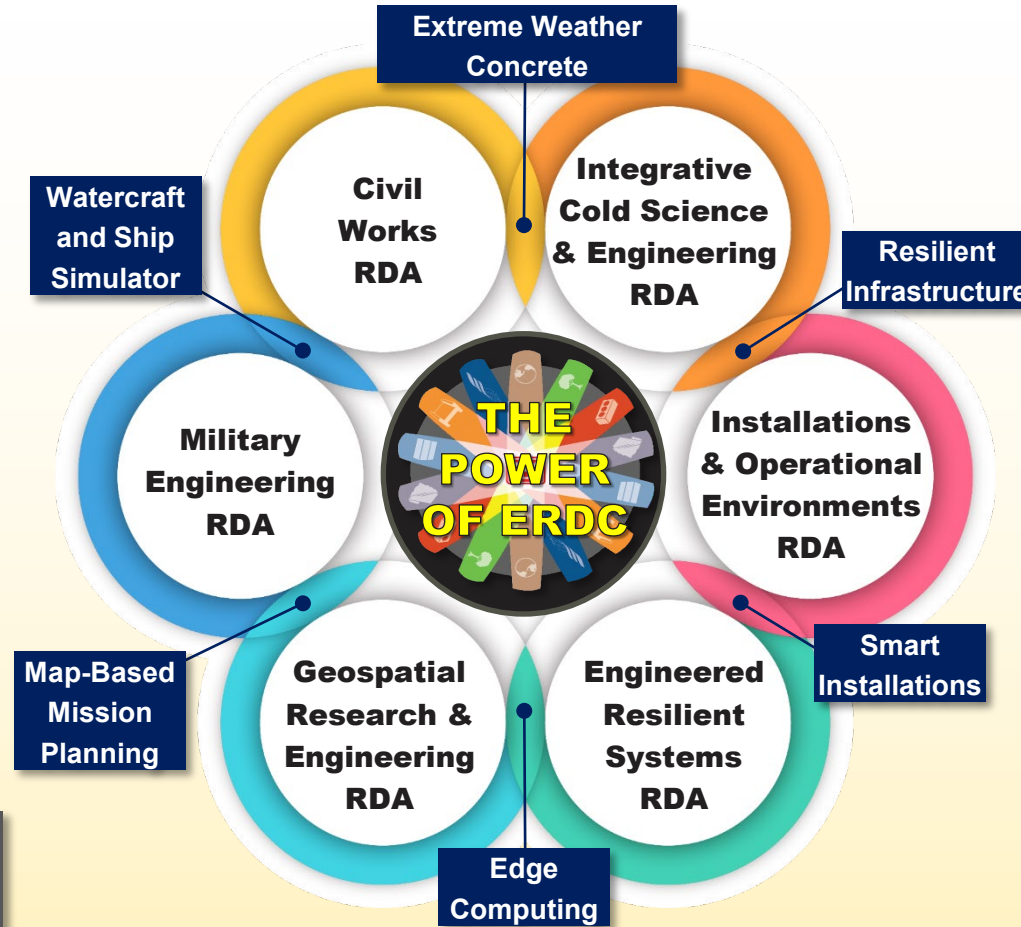 Extreme Weather
Concrete
Civil
Works
RDA
Integrative
Cold Science
& Engineering
RDA
Watercraft
and Ship
Simulator
Resilient
Infrastructure
Military
Engineering
RDA
THE
POWER
OF ERDC
Installations
& Operational
Environments
RDA
Map-Based
Mission
Planning
Geospatial
Research &
Engineering
RDA
Engineered
Resilient
Systems
RDA
Smart
Installations
Edge
Computing